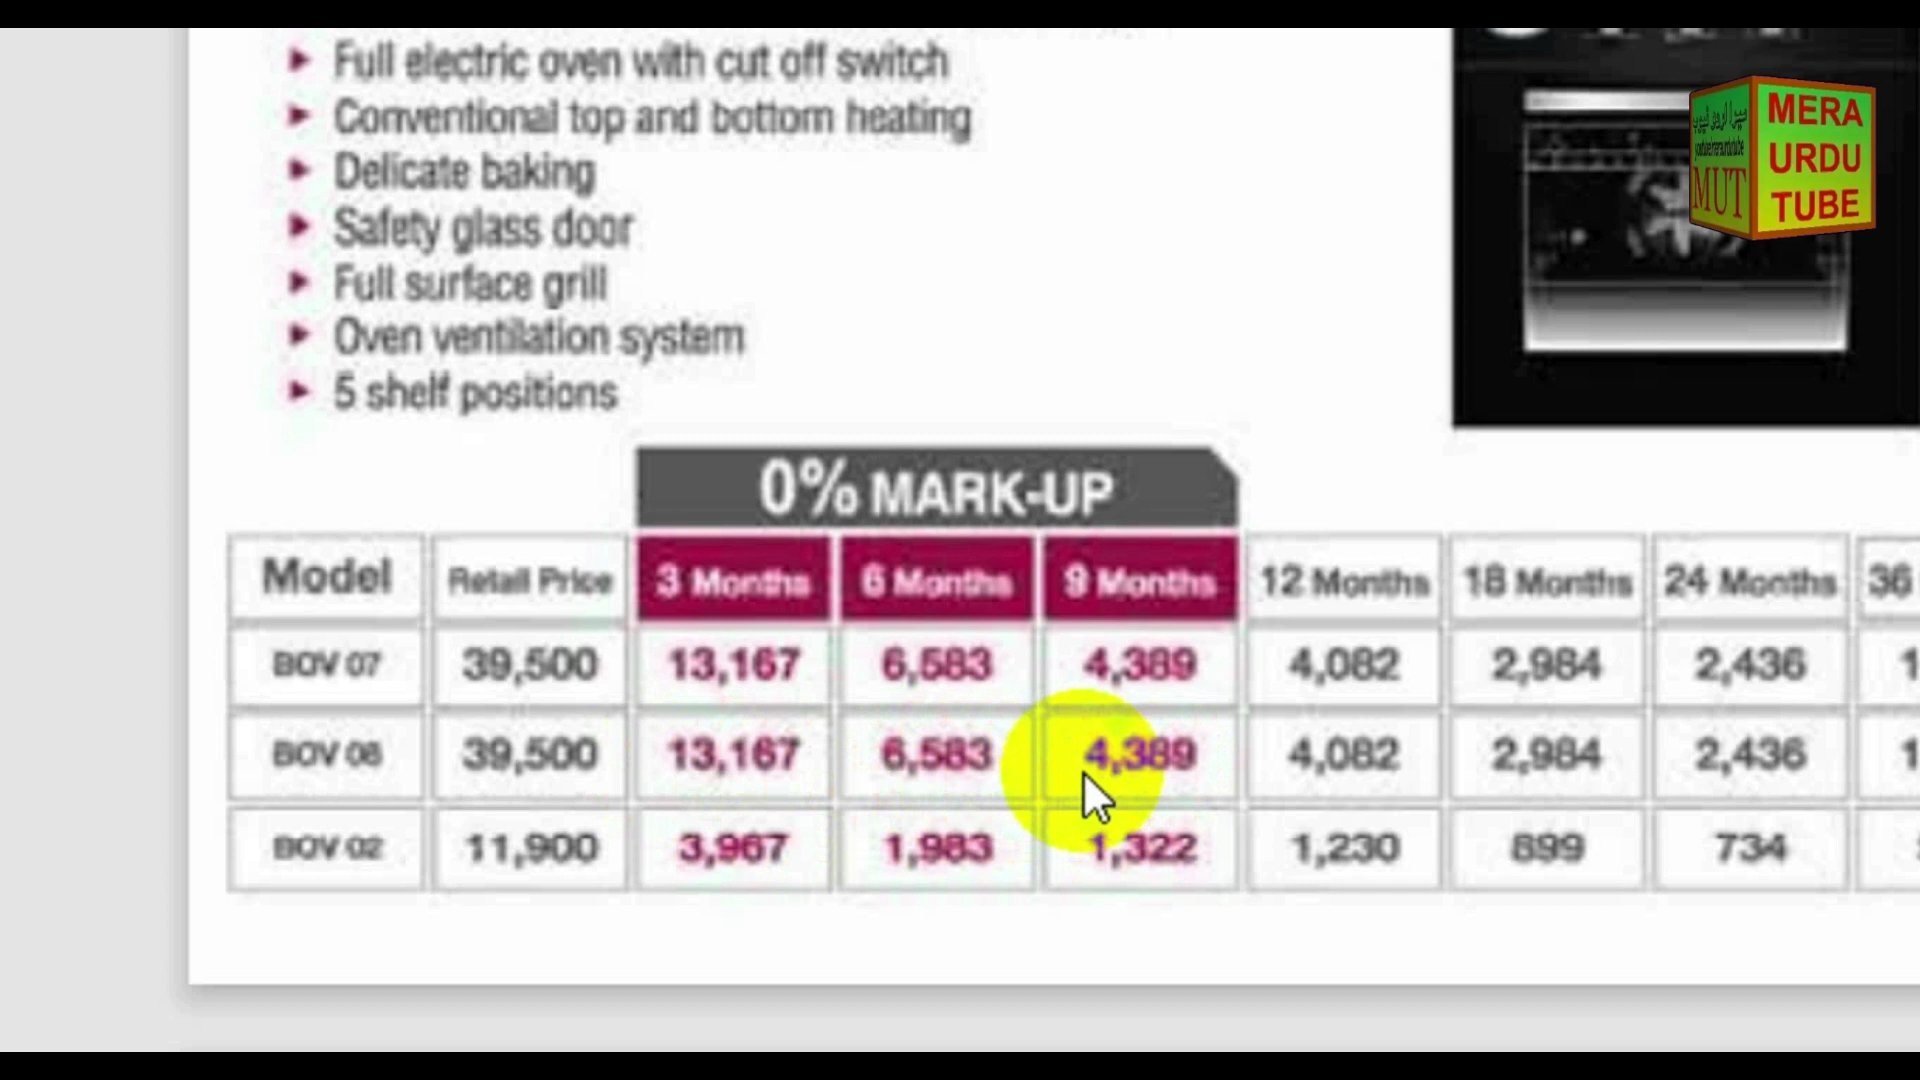 Full electric oven with cut off switch
Conventional top and bottom heating
Delicate baking
Safety glass door
Full surface grill
Oven ventilation system
5 shelf positions
MERA
URDU
TUBE
MUT
0% MARK-UP
Model Retail Price 3 Months 6 Months 9 Months 12 Months 18 Months 24 Months 36
BOV 07 39,500 13,167 6,583 4,389 4,082 2,984 2,436
39,500 13,167 6,583 4,389 4,082 2,984 2,436
BOV 02 11,900 3,967 1,983 1,322 1,230 899 734